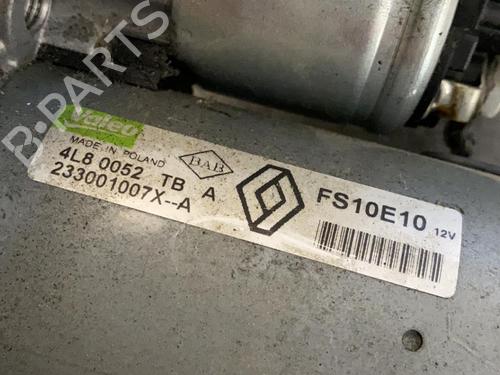 B-PARTS
Valeo
MADE IN POLAND
4L8 0052 TB A
233001007X--A
BAB
FS10E10
12V